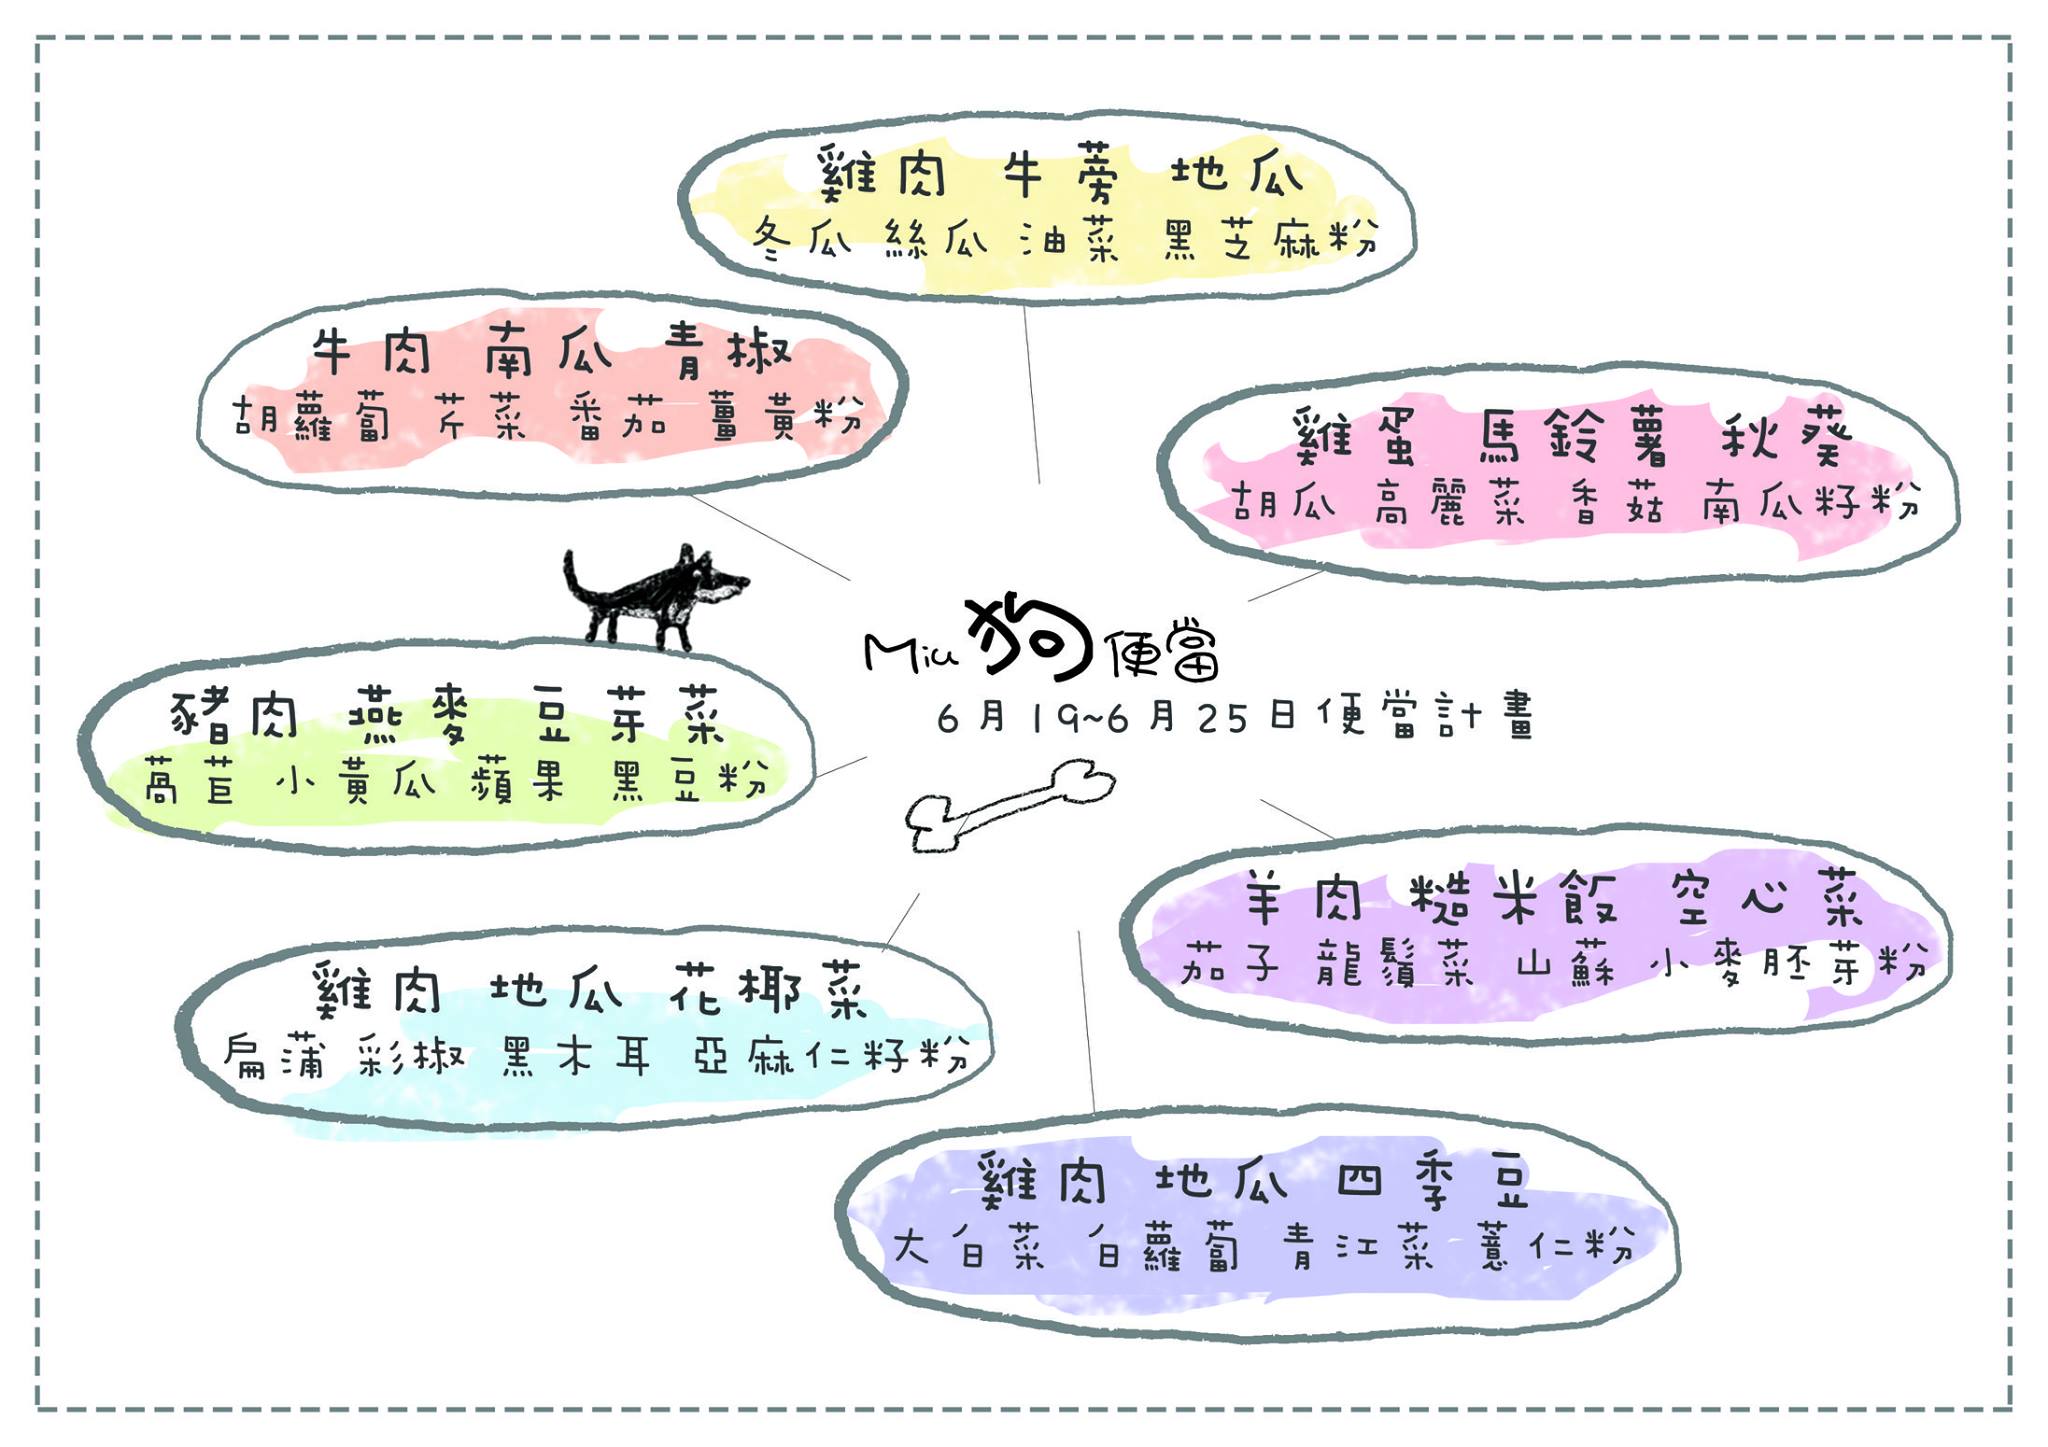 雞肉 牛蒡 地瓜
冬瓜 絲瓜 油菜 黑芝麻粉
牛肉 南瓜 青椒
胡蘿蔔 芹菜 番茄 薑黃粉
雞蛋 馬鈴薯 秋葵
胡瓜 高麗菜 香菇 南瓜籽粉
Miu狗便當
6月19~6月25日便當計畫
豬肉 燕麥 豆芽菜
萵苣 小黃瓜 蘋果 黑豆粉
羊肉 糙米飯 空心菜
茄子 龍鬚菜 山蘇 小麥胚芽粉
雞肉 地瓜 花椰菜
扁蒲 彩椒 黑木耳 亞麻仁籽粉
雞肉 地瓜 四季豆
大白菜 白蘿蔔 青江菜 薏仁粉